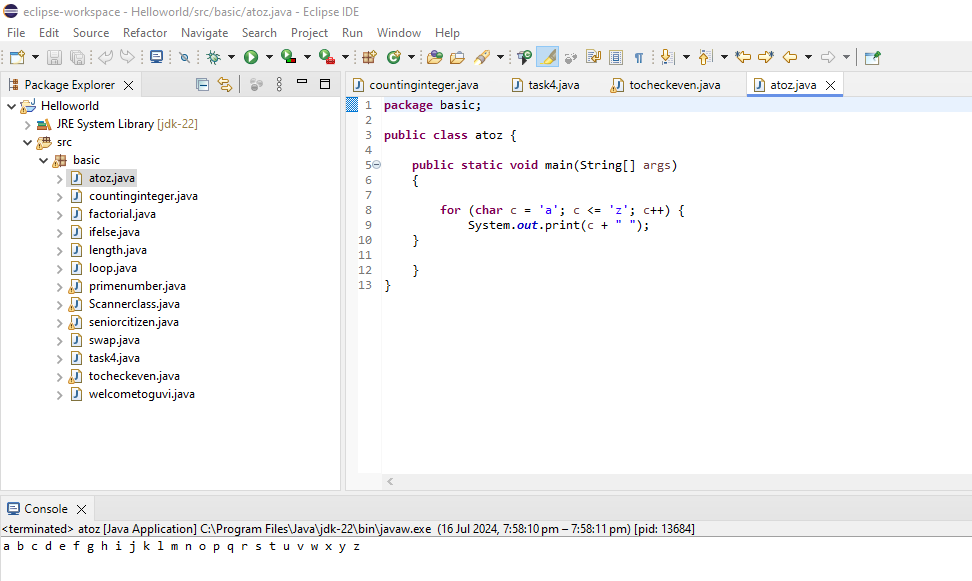 eclipse-workspace - Helloworld/src/basic/atoz.java - Eclipse IDE
File Edit Source Refactor Navigate Search Project Run Window Help
Package Explorer
Helloworld
JRE System Library [jdk-22]
src
basic
atoz.java
countinginteger.java
factorial.java
ifelse.java
length.java
loop.java
primenumber.java
Scannerclass.java
seniorcitizen.java
swap.java
task4.java
tocheckeven.java
welcometoguvi.java
countinginteger.java task4.java tocheckeven.java atoz.java
1 package basic;
2
3 public class atoz {
4
5 public static void main(String[] args)
6 {
7
8 for (char c = 'a'; c <= 'z'; c++) {
9 System.out.print(c + " ");
10 }
11
12 }
13 }
Console
<terminated> atoz [Java Application] C:\Program Files\Java\jdk-22\bin\javaw.exe (16 Jul 2024, 7:58:10 pm – 7:58:11 pm) [pid: 13684]
a b c d e f g h i j k l m n o p q r s t u v w x y z